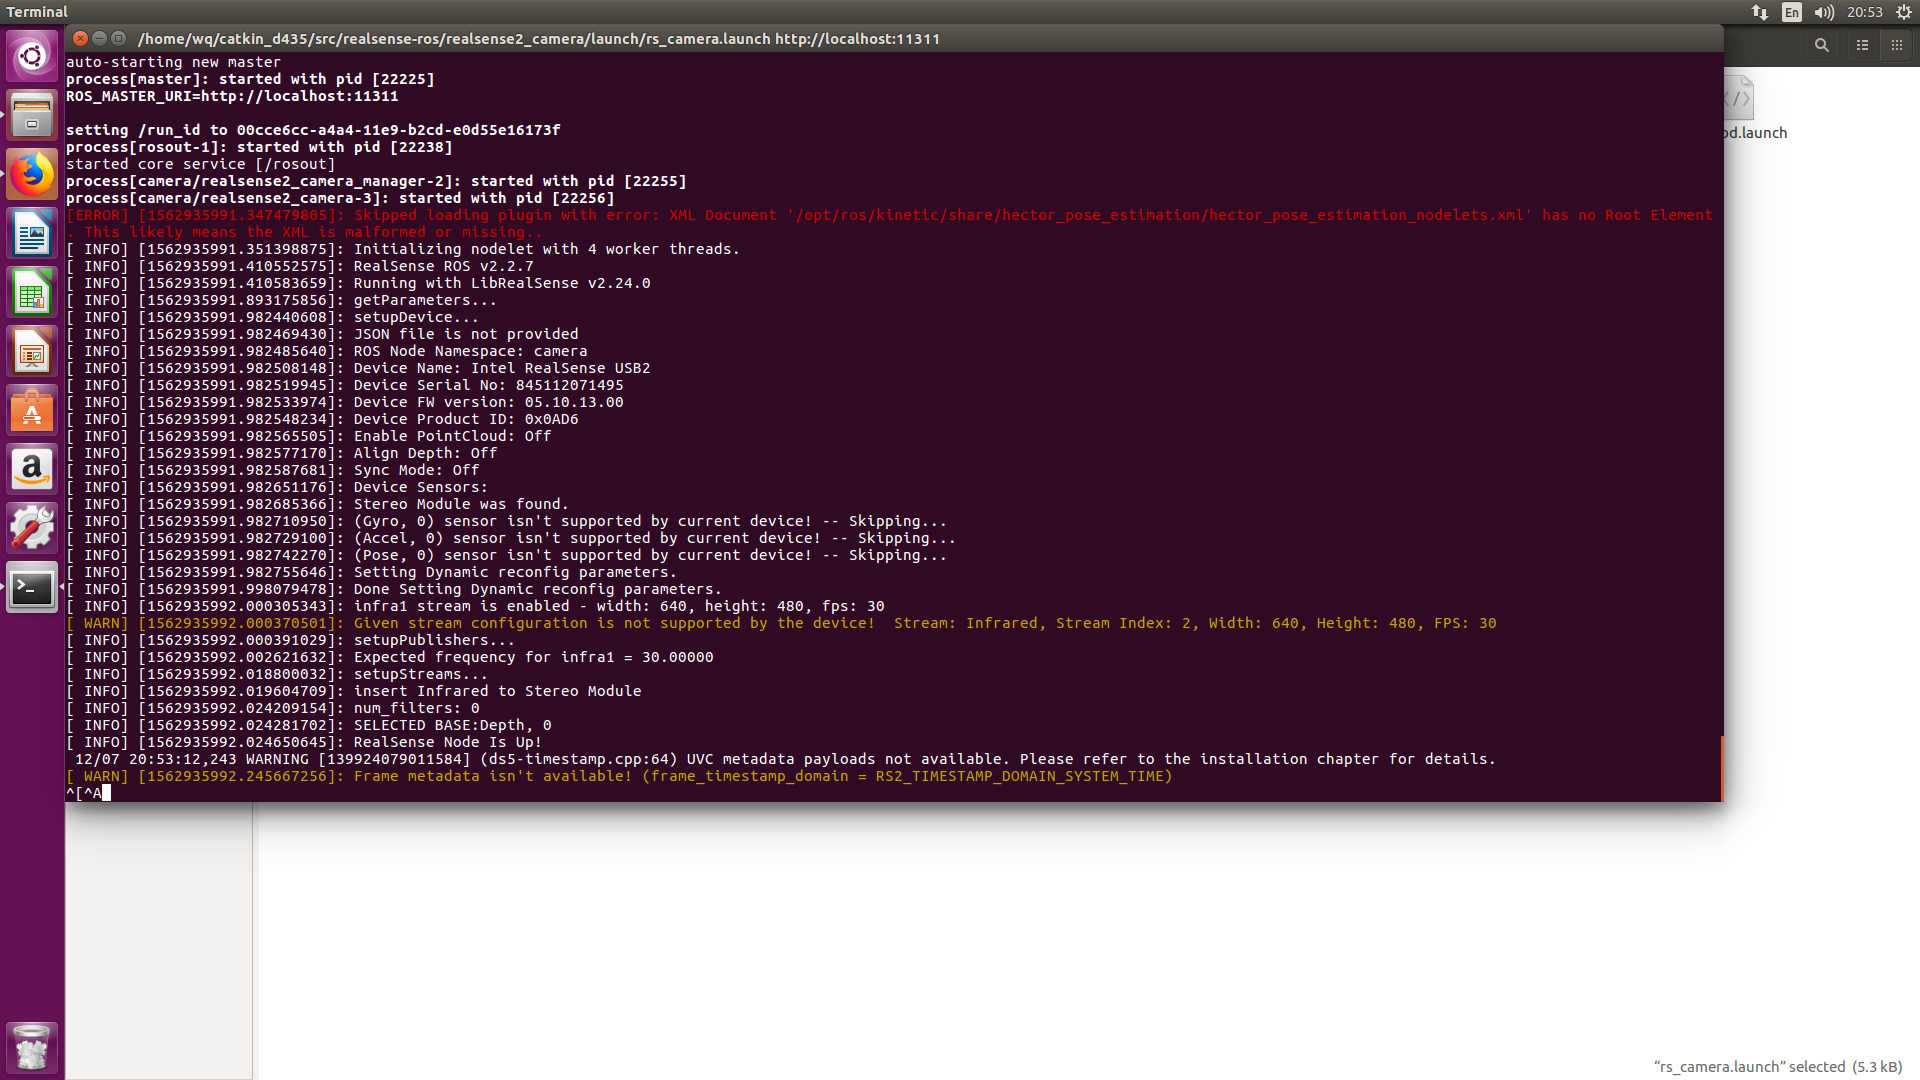 Terminal
En
20:53
/home/wq/catkin_d435/src/realsense-ros/realsense2_camera/launch/rs_camera.launch http://localhost:11311
auto-starting new master
process[master]: started with pid [22225]
ROS_MASTER_URI=http://localhost:11311
setting /run_id to 00cce6cc-a4a4-11e9-b2cd-e0d55e16173f
process[rosout-1]: started with pid [22238]
started core service [/rosout]
process[camera/realsense2_camera_manager-2]: started with pid [22255]
process[camera/realsense2_camera-3]: started with pid [22256]
[ERROR] [1562935991.347479805]: Skipped loading plugin with error: XML Document '/opt/ros/kinetic/share/hector_pose_estimation/hector_pose_estimation_nodelets.xml' has no Root Element
. This likely means the XML is malformed or missing..
[ INFO] [1562935991.351398875]: Initializing nodelet with 4 worker threads.
[ INFO] [1562935991.410552575]: RealSense ROS v2.2.7
[ INFO] [1562935991.410583659]: Running with LibRealSense v2.24.0
[ INFO] [1562935991.893175856]: getParameters...
[ INFO] [1562935991.982440608]: setupDevice...
[ INFO] [1562935991.982469430]: JSON file is not provided
[ INFO] [1562935991.982485640]: ROS Node Namespace: camera
[ INFO] [1562935991.982508148]: Device Name: Intel RealSense USB2
[ INFO] [1562935991.982519945]: Device Serial No: 845112071495
[ INFO] [1562935991.982533974]: Device FW version: 05.10.13.00
[ INFO] [1562935991.982548234]: Device Product ID: 0x0AD6
[ INFO] [1562935991.982565505]: Enable PointCloud: Off
[ INFO] [1562935991.982577170]: Align Depth: Off
[ INFO] [1562935991.982587681]: Sync Mode: Off
[ INFO] [1562935991.982651176]: Device Sensors:
[ INFO] [1562935991.982685366]: Stereo Module was found.
[ INFO] [1562935991.982710950]: (Gyro, 0) sensor isn't supported by current device! -- Skipping...
[ INFO] [1562935991.982729100]: (Accel, 0) sensor isn't supported by current device! -- Skipping...
[ INFO] [1562935991.982742270]: (Pose, 0) sensor isn't supported by current device! -- Skipping...
[ INFO] [1562935991.982755646]: Setting Dynamic reconfig parameters.
[ INFO] [1562935991.998079478]: Done Setting Dynamic reconfig parameters.
[ INFO] [1562935992.000305343]: infra1 stream is enabled - width: 640, height: 480, fps: 30
[ WARN] [1562935992.000370501]: Given stream configuration is not supported by the device!  Stream: Infrared, Stream Index: 2, Width: 640, Height: 480, FPS: 30
[ INFO] [1562935992.000391029]: setupPublishers...
[ INFO] [1562935992.002621632]: Expected frequency for infra1 = 30.00000
[ INFO] [1562935992.018800032]: setupStreams...
[ INFO] [1562935992.019604709]: insert Infrared to Stereo Module
[ INFO] [1562935992.024209154]: num_filters: 0
[ INFO] [1562935992.024281702]: SELECTED BASE:Depth, 0
[ INFO] [1562935992.024650645]: RealSense Node Is Up!
12/07 20:53:12,243 WARNING [139924079011584] (ds5-timestamp.cpp:64) UVC metadata payloads not available. Please refer to the installation chapter for details.
[ WARN] [1562935992.245667256]: Frame metadata isn't available! (frame_timestamp_domain = RS2_TIMESTAMP_DOMAIN_SYSTEM_TIME)
^[^A
od.launch
“rs_camera.launch” selected (5.3 kB)